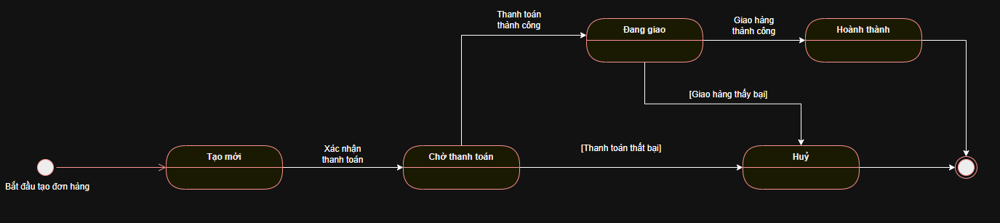 Thanh toán
thành công
Giao hàng
thành công
Đang giao
Hoành thành
[Giao hàng thấy bại]
Tạo mới
Xác nhận
thanh toán
Chờ thanh toán
[Thanh toán thất bại]
Huỷ
Bắt đầu tạo đơn hàng